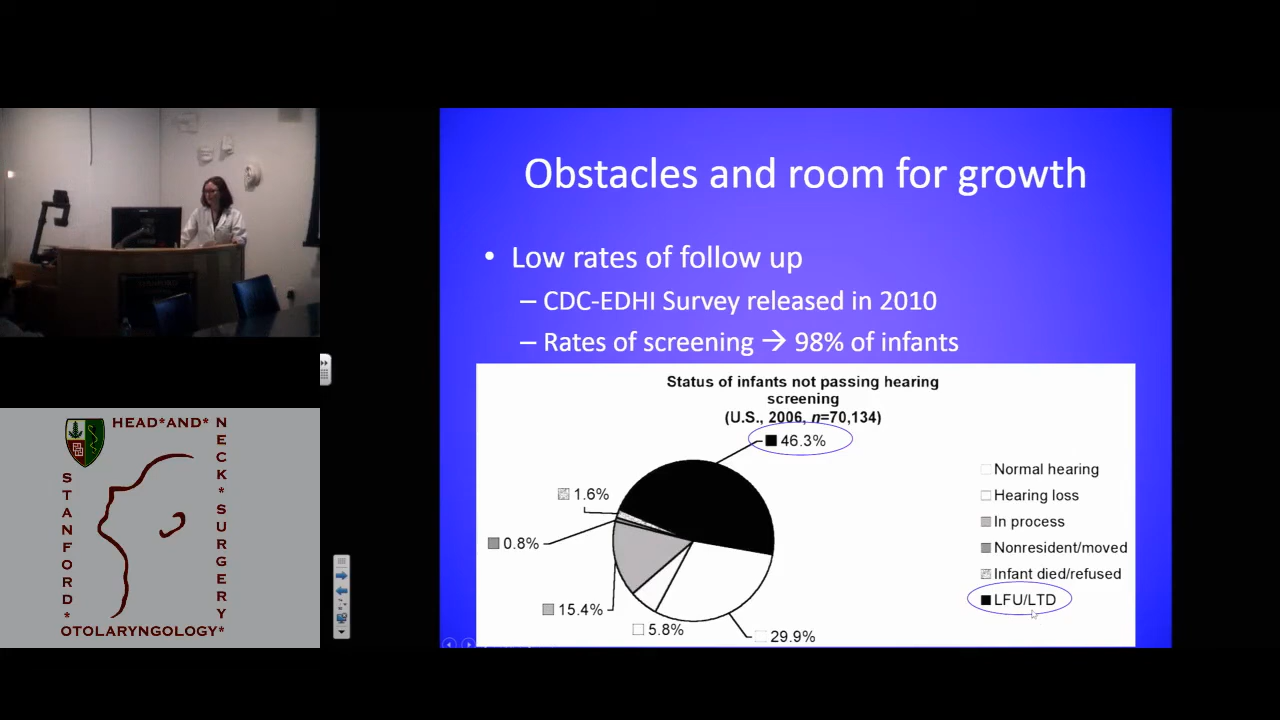 Obstacles and room for growth
• Low rates of follow up
– CDC-EDHI Survey released in 2010
– Rates of screening → 98% of infants
Status of infants not passing hearing
screening
(U.S., 2006, n=70,134)
46.3%
1.6%
0.8%
15.4%
5.8%
29.9%
Normal hearing
Hearing loss
In process
Nonresident/moved
Infant died/refused
LFU/LTD
HEAD*AND*
NECK*SURGERY*
STANFORD*
OTOLARYNGOLOGY*